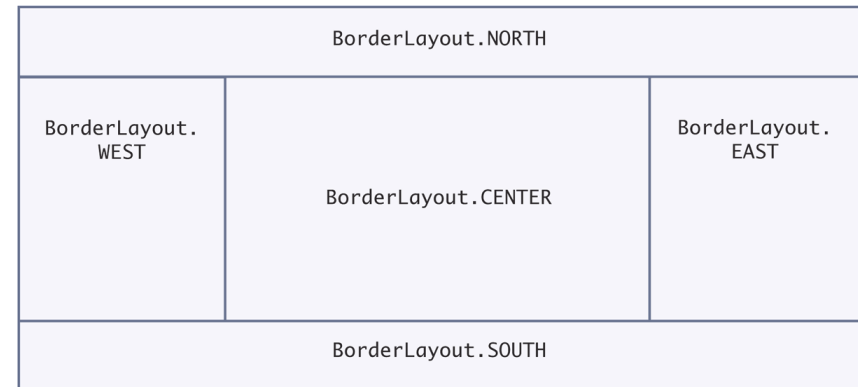 BorderLayout.NORTH
BorderLayout.
WEST
BorderLayout.CENTER
BorderLayout.
EAST
BorderLayout.SOUTH